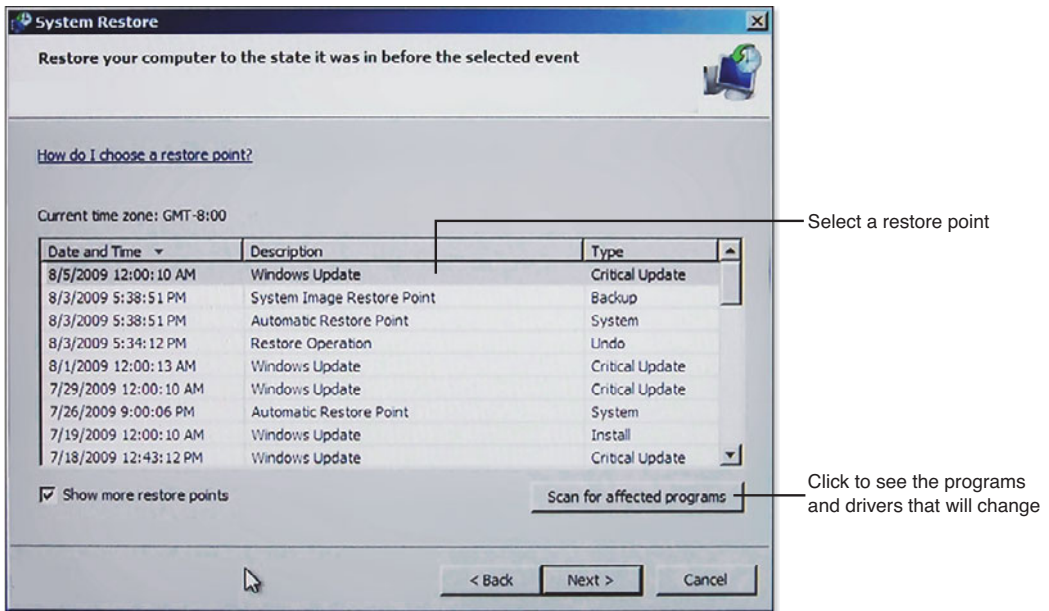 System Restore
Restore your computer to the state it was in before the selected event
How do I choose a restore point?
Current time zone: GMT-8:00
Date and Time Description Type
8/5/2009 12:00:10 AM Windows Update Critical Update
8/3/2009 5:38:51 PM System Image Restore Point Backup
8/3/2009 5:38:51 PM Automatic Restore Point System
8/3/2009 5:34:12 PM Restore Operation Undo
8/1/2009 12:00:13 AM Windows Update Critical Update
7/29/2009 12:00:10 AM Windows Update Critical Update
7/26/2009 9:00:06 PM Automatic Restore Point System
7/19/2009 12:00:10 AM Windows Update Install
7/18/2009 12:43:12 PM Windows Update Critical Update
Show more restore points
Scan for affected programs
< Back Next > Cancel
Select a restore point
Click to see the programs
and drivers that will change